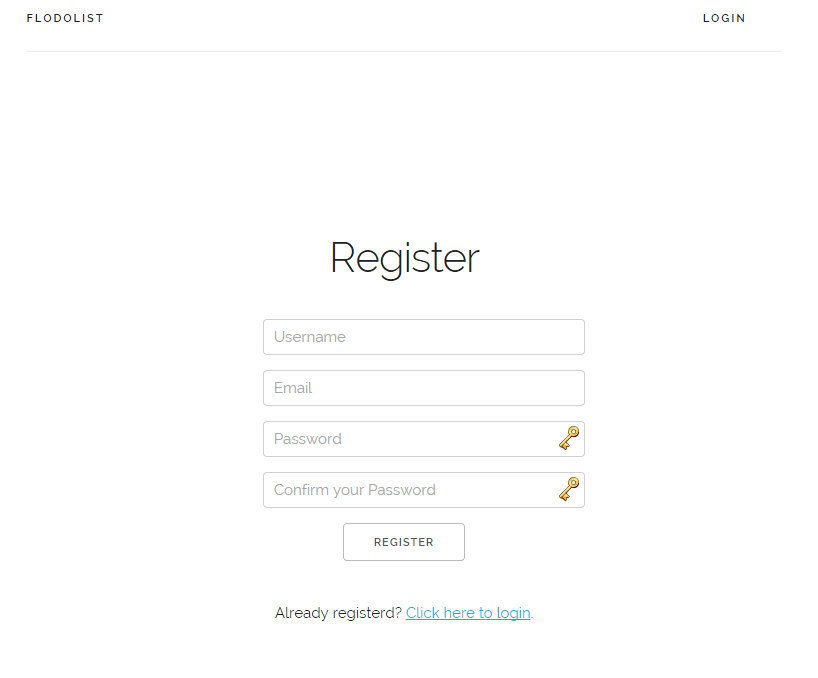 FLODOLIST LOGIN
Register
Username
Email
Password
Confirm your Password
REGISTER
Already registerd? Click here to login.